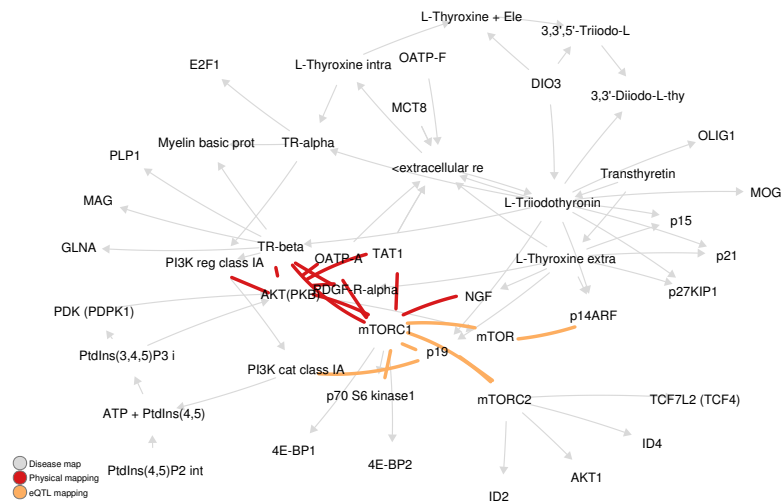 L-Thyroxine + Ele
3,3',5'-Triiodo-L
E2F1
L-Thyroxine intra
OATP-F
DIO3
3,3'-Diiodo-L-thy
MCT8
OLIG1
Myelin basic prot
TR-alpha
PLP1
<extracellular re
Transthyretin
MOG
MAG
L-Triiodothyronin
p15
GLNA
TR-beta
PI3K reg class IA
OATP-A
TAT1
L-Thyroxine extra
p21
AKT(PKB)
PDGF-R-alpha
NGF
p27KIP1
PDK (PDPK1)
mTORC1
mTOR
p14ARF
PtdIns(3,4,5)P3 i
p19
PI3K cat class IA
p70 S6 kinase1
mTORC2
TCF7L2 (TCF4)
ATP + PtdIns(4,5)
4E-BP1
4E-BP2
ID4
AKT1
ID2
PtdIns(4,5)P2 int
Disease map
Physical mapping
eQTL mapping